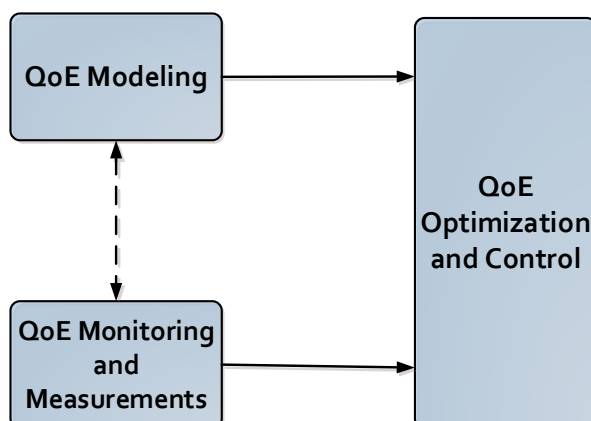 QoE Modeling
QoE
Optimization
and Control
QoE Monitoring
and
Measurements